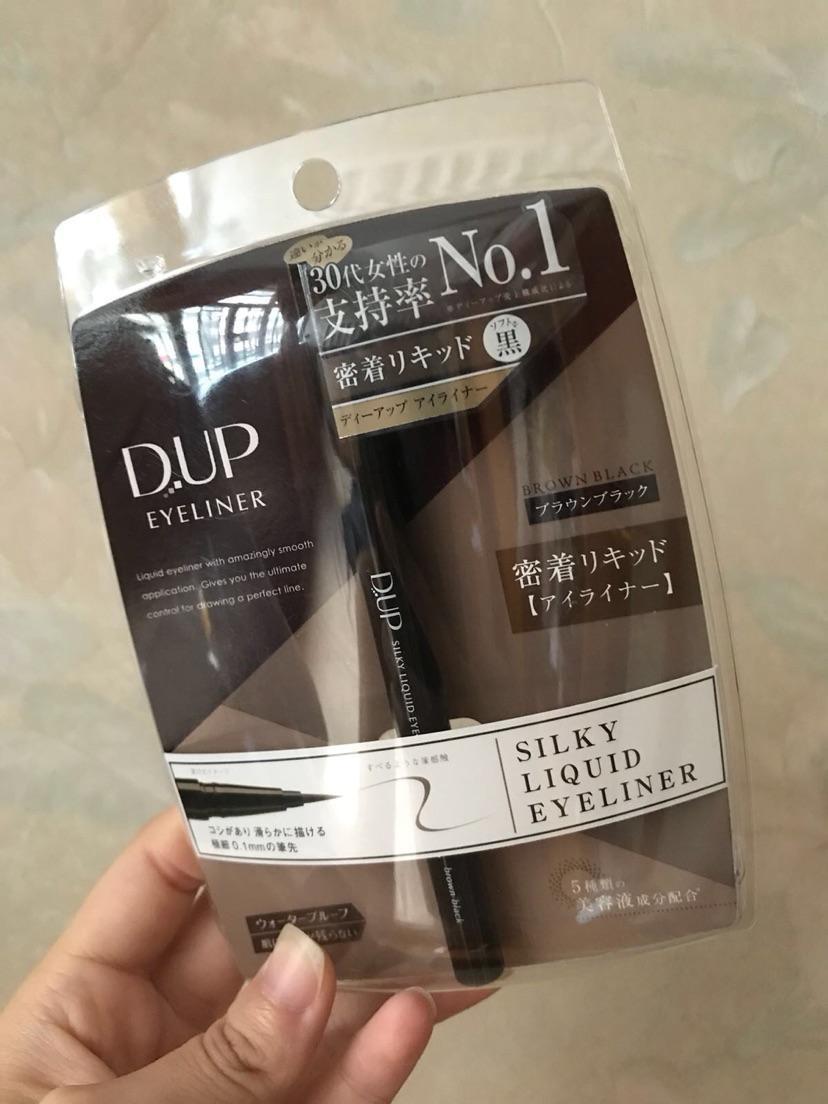 違いが
分かる
30代女性の
支持率
No.1
密着リキッド
ソフトな
黒
ディーアップ アイライナー
D.UP
EYELINER
Liquid eyeliner with amazingly smooth
application. Gives you the ultimate
control for drawing a perfect line.
BROWN BLACK
ブラウンブラック
密着リキッド
【アイライナー】
D.UP SILKY LIQUID EYE
すべるような
SILKY
LIQUID
EYELINER
コシがあり滑らかに描ける
極細0.1mmの筆先
brown black
5種類の
美容液成分配合
ウォータープルーフ
残らない